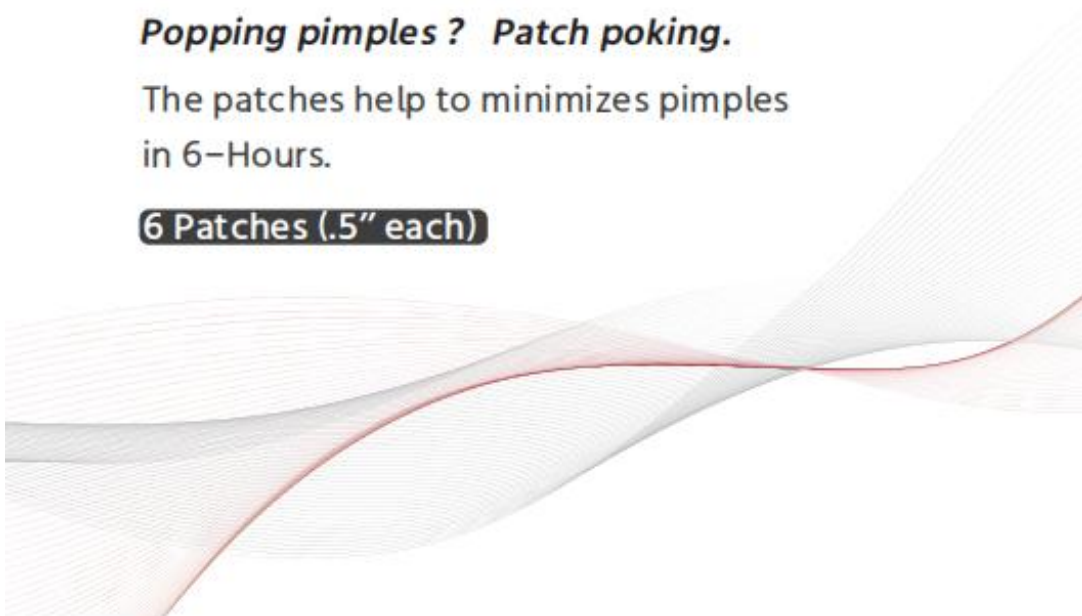 Popping pimples ? Patch poking.
The patches help to minimizes pimples
in 6-Hours.
6 Patches (.5” each)